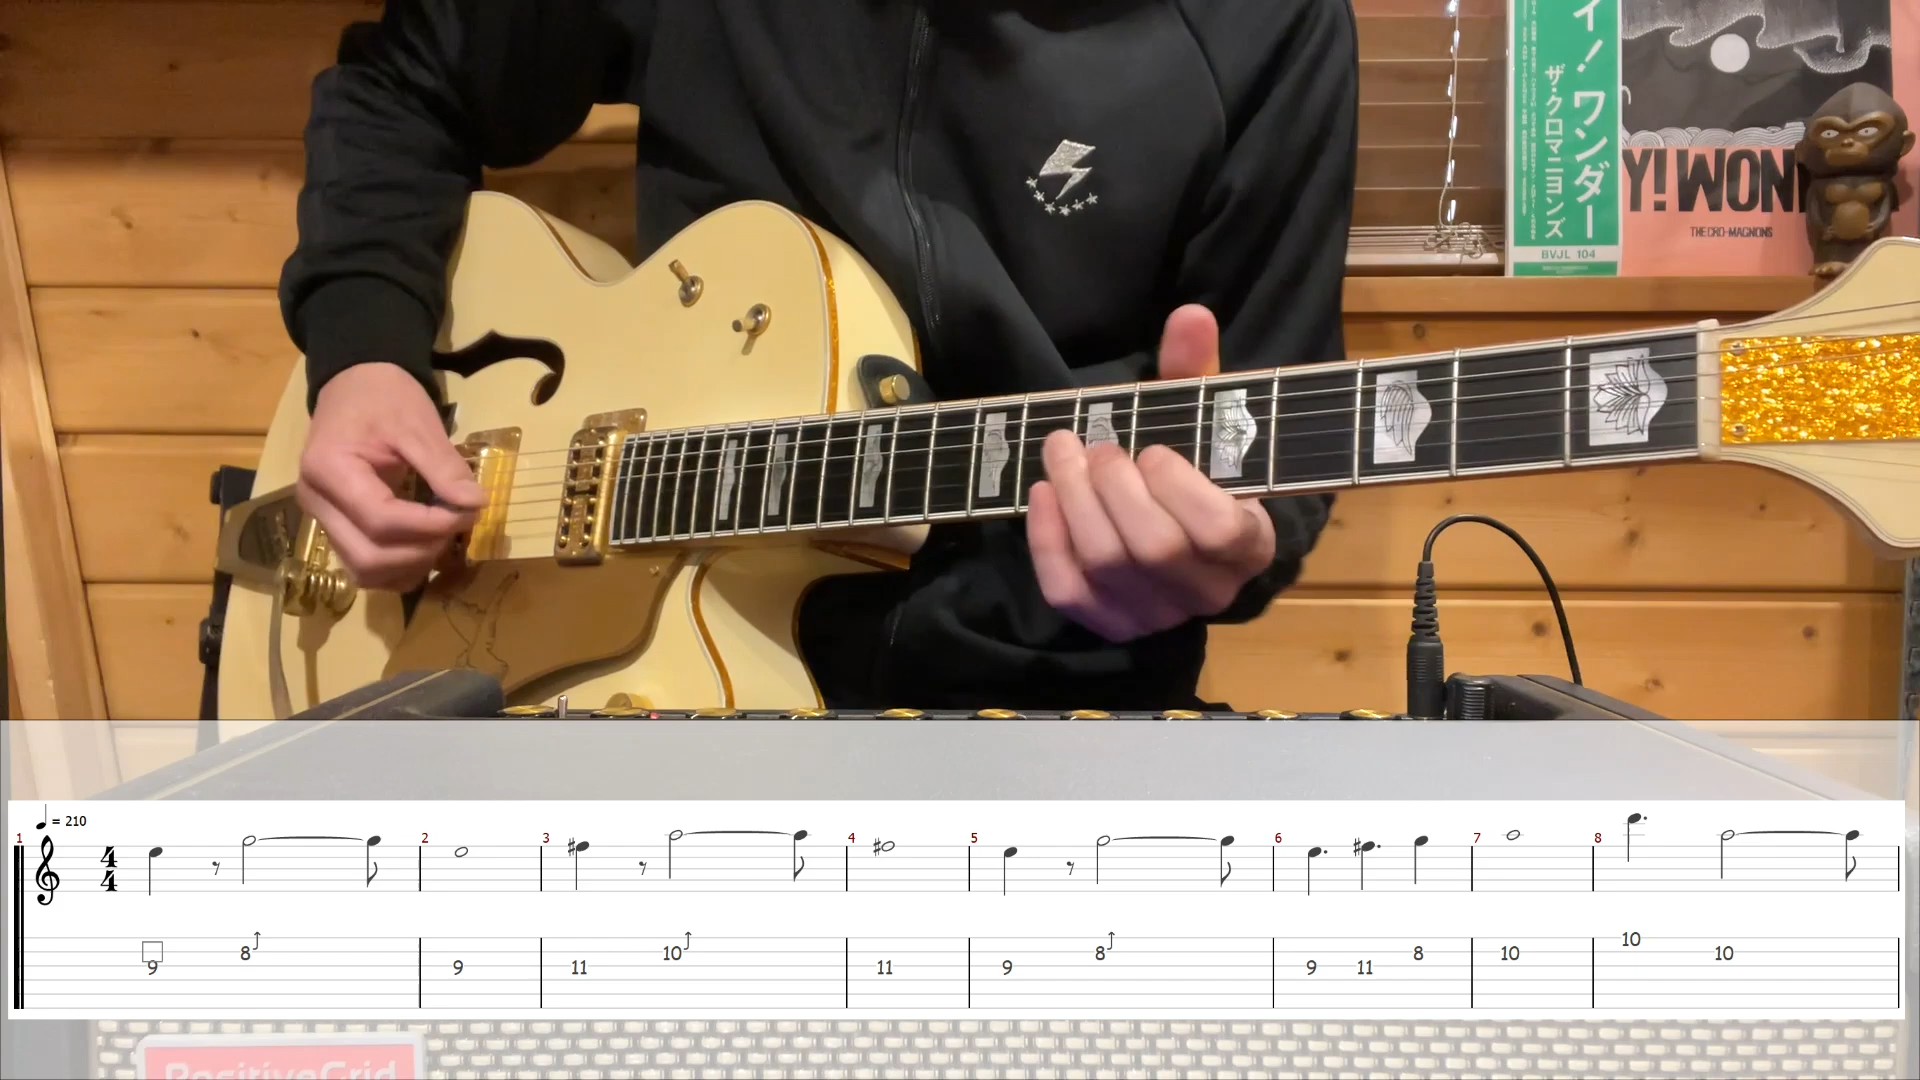 イ! ワンダー
ザ・クロマニヨンズ
BVJL 104
Y! WON
THE CRO-MAGNONS
♩ = 210
1 2 3 4 5 6 7 8
4
4
9 8 9 11 10 11 9 8 9 11 8 10 10 10
PositiveGrid